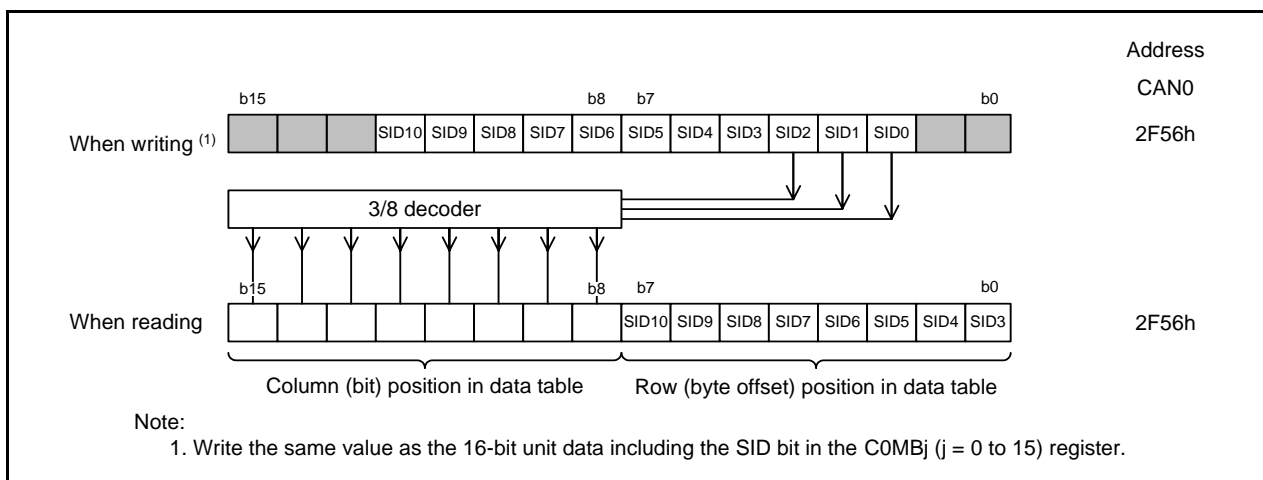 Address
CAN0
b15 b8 b7 b0
When writing (1) SID10 SID9 SID8 SID7 SID6 SID5 SID4 SID3 SID2 SID1 SID0 2F56h
3/8 decoder
b15 b8 b7 b0
When reading SID10 SID9 SID8 SID7 SID6 SID5 SID4 SID3 2F56h
Column (bit) position in data table Row (byte offset) position in data table
Note:
1. Write the same value as the 16-bit unit data including the SID bit in the C0MBj (j = 0 to 15) register.